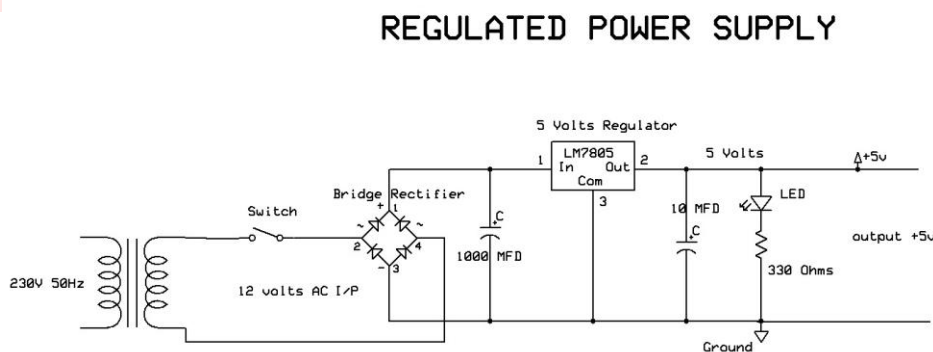 REGULATED POWER SUPPLY
5 Volts Regulator
LM7805
1 In Out 2
Com
3
5 Volts
+5v
Bridge Rectifier
+ 1
~ ~
2 4
- 3
Switch
+
C
1000 MFD
10 MFD
+
C
LED
330 Ohms
output +5v
230V 50Hz
12 volts AC I/P
Ground